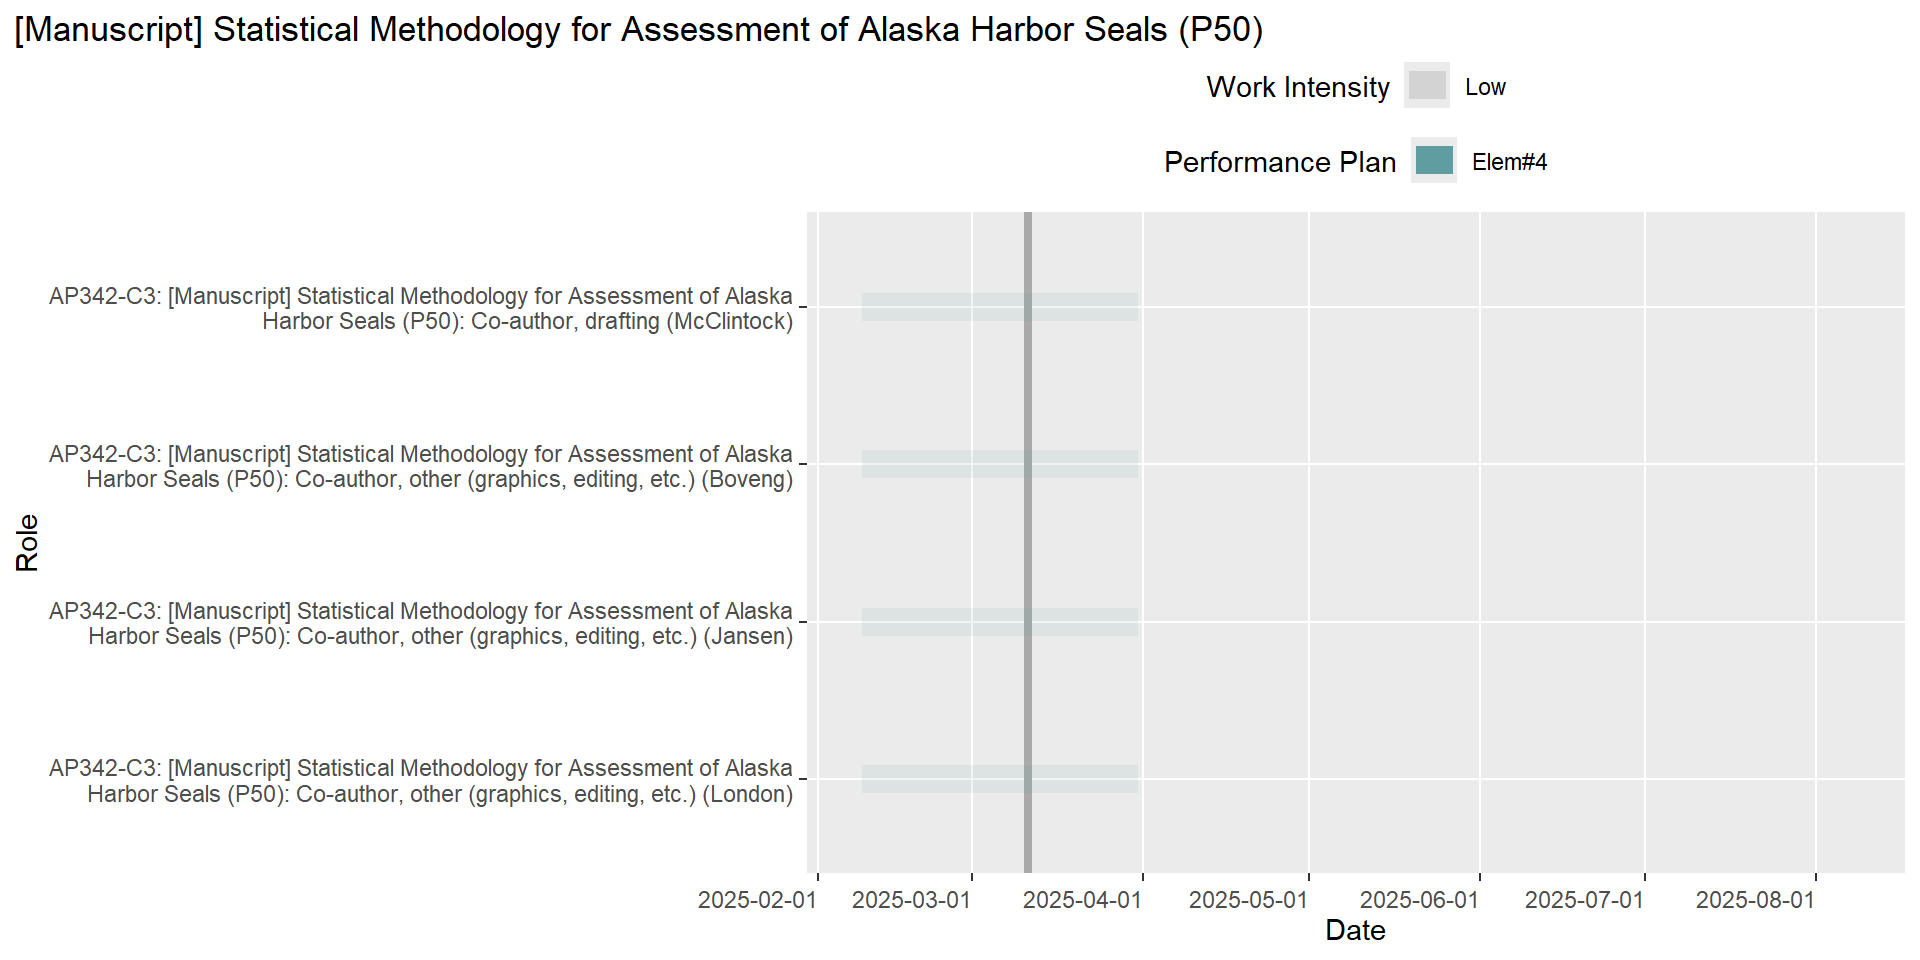 [Manuscript] Statistical Methodology for Assessment of Alaska Harbor Seals (P50)
Work Intensity
Low
Performance Plan
Elem#4
Role
AP342-C3: [Manuscript] Statistical Methodology for Assessment of Alaska
Harbor Seals (P50): Co-author, drafting (McClintock)
AP342-C3: [Manuscript] Statistical Methodology for Assessment of Alaska
Harbor Seals (P50): Co-author, other (graphics, editing, etc.) (Boveng)
AP342-C3: [Manuscript] Statistical Methodology for Assessment of Alaska
Harbor Seals (P50): Co-author, other (graphics, editing, etc.) (Jansen)
AP342-C3: [Manuscript] Statistical Methodology for Assessment of Alaska
Harbor Seals (P50): Co-author, other (graphics, editing, etc.) (London)
2025-02-01
2025-03-01
2025-04-01
2025-05-01
2025-06-01
2025-07-01
2025-08-01
Date